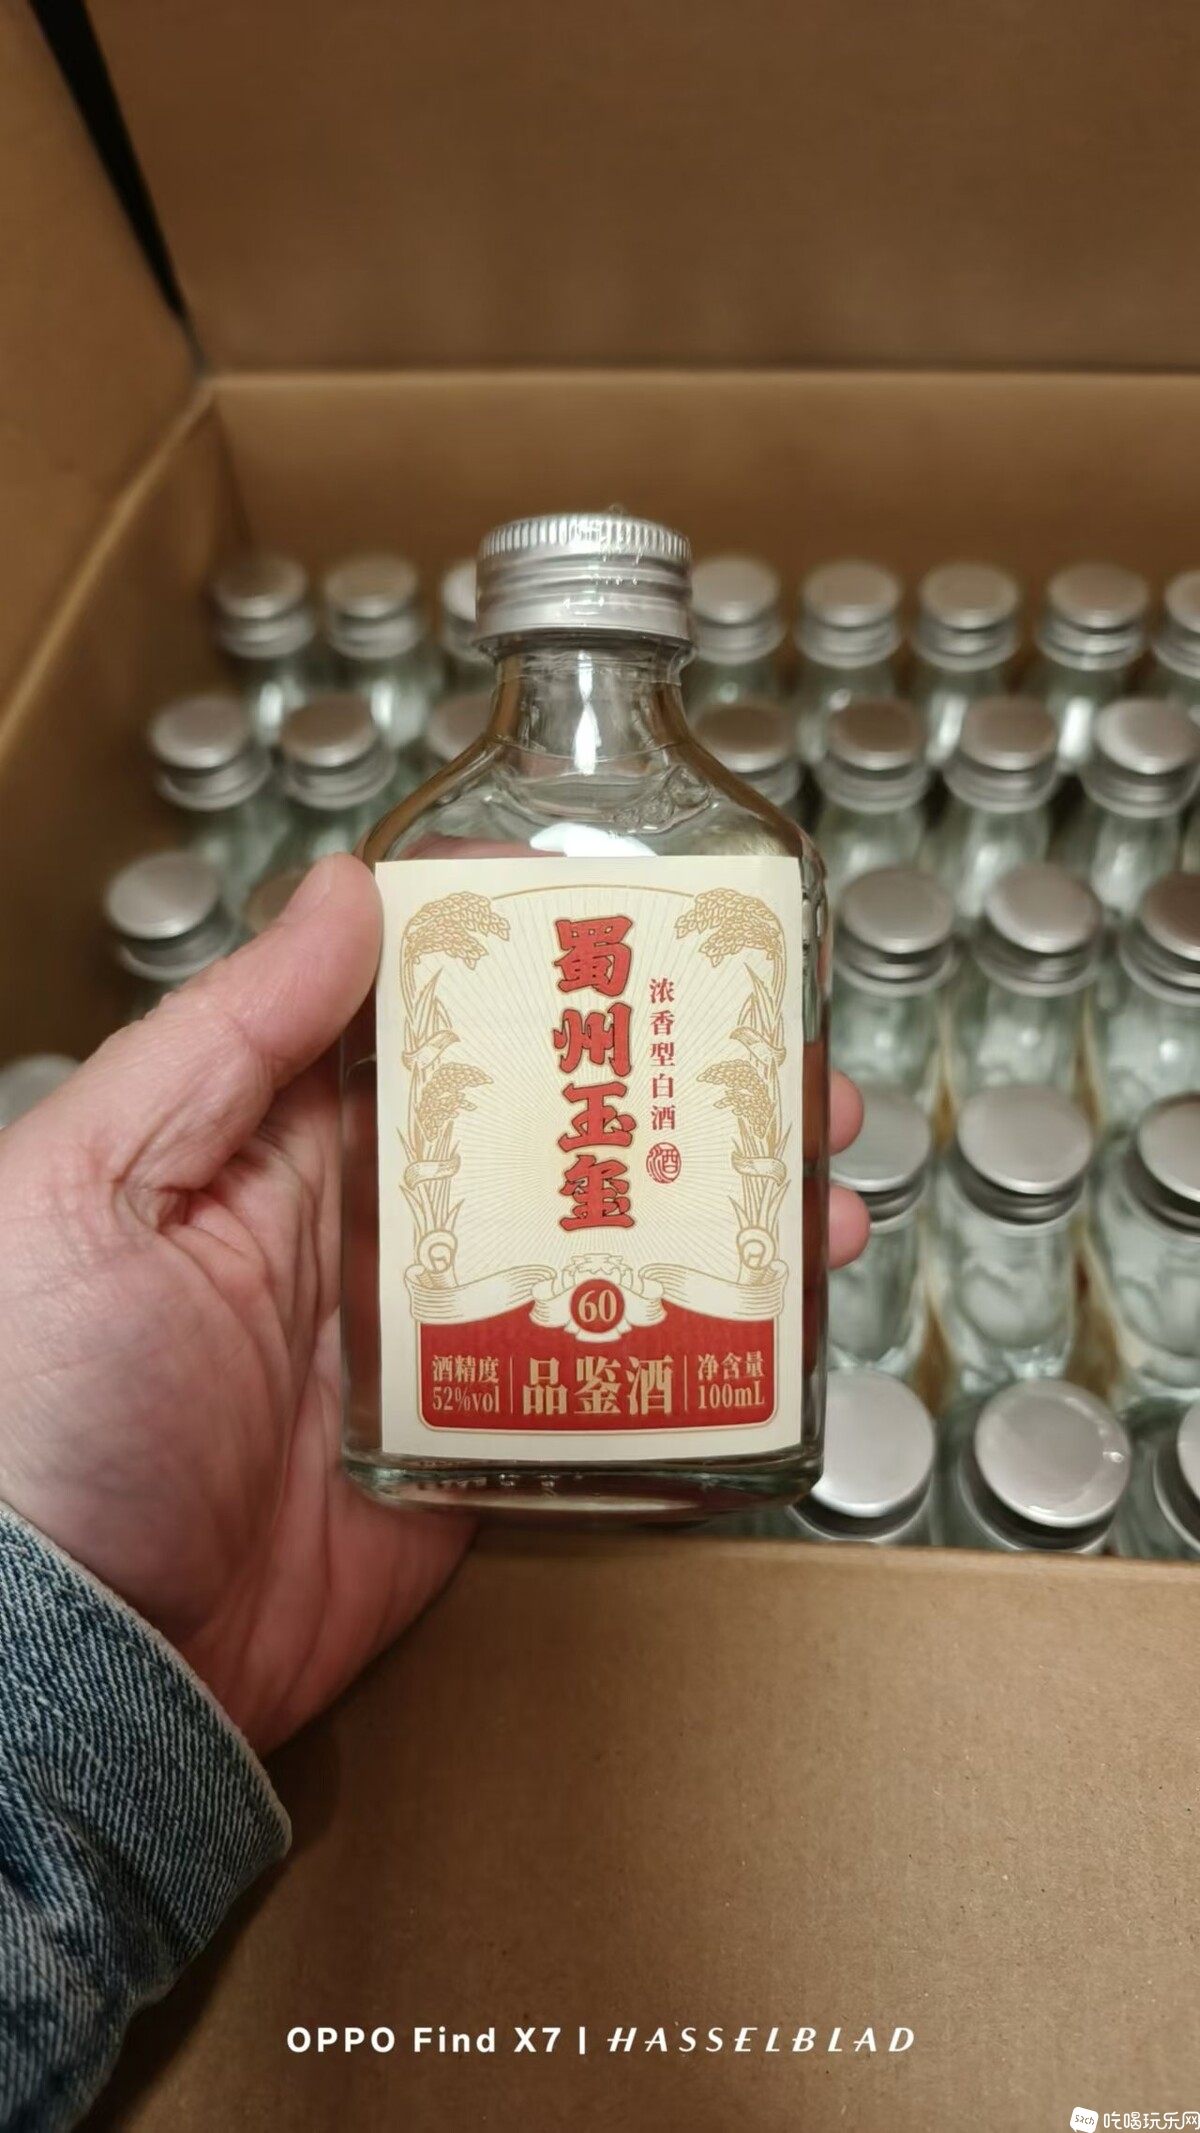 蜀州玉玺
浓香型白酒
酒
60
酒精度
52%vol
品鉴酒
净含量
100mL
OPPO Find X7 | HASSELBLAD
吃喝玩乐网